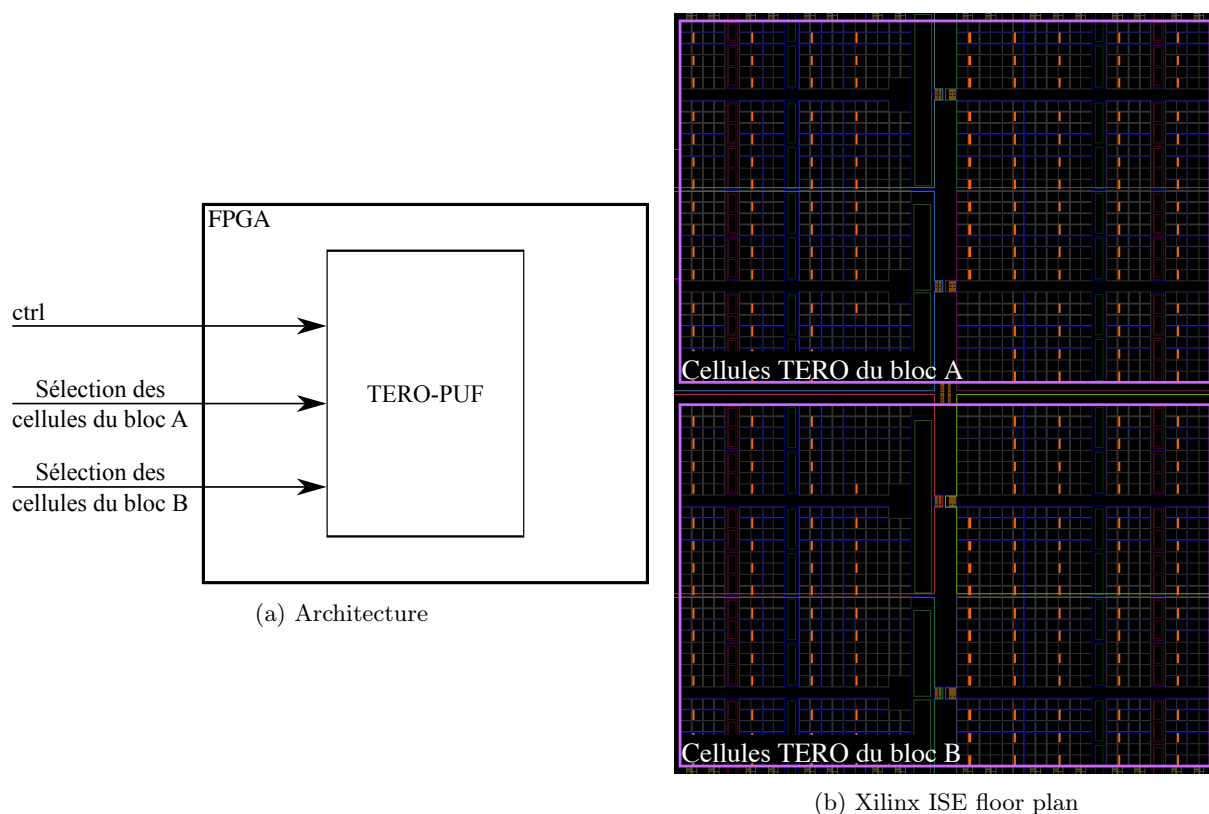 FPGA
ctrl
Sélection des
cellules du bloc A
TERO-PUF
Sélection des
cellules du bloc B
(a) Architecture
Cellules TERO du bloc A
Cellules TERO du bloc B
(b) Xilinx ISE floor plan